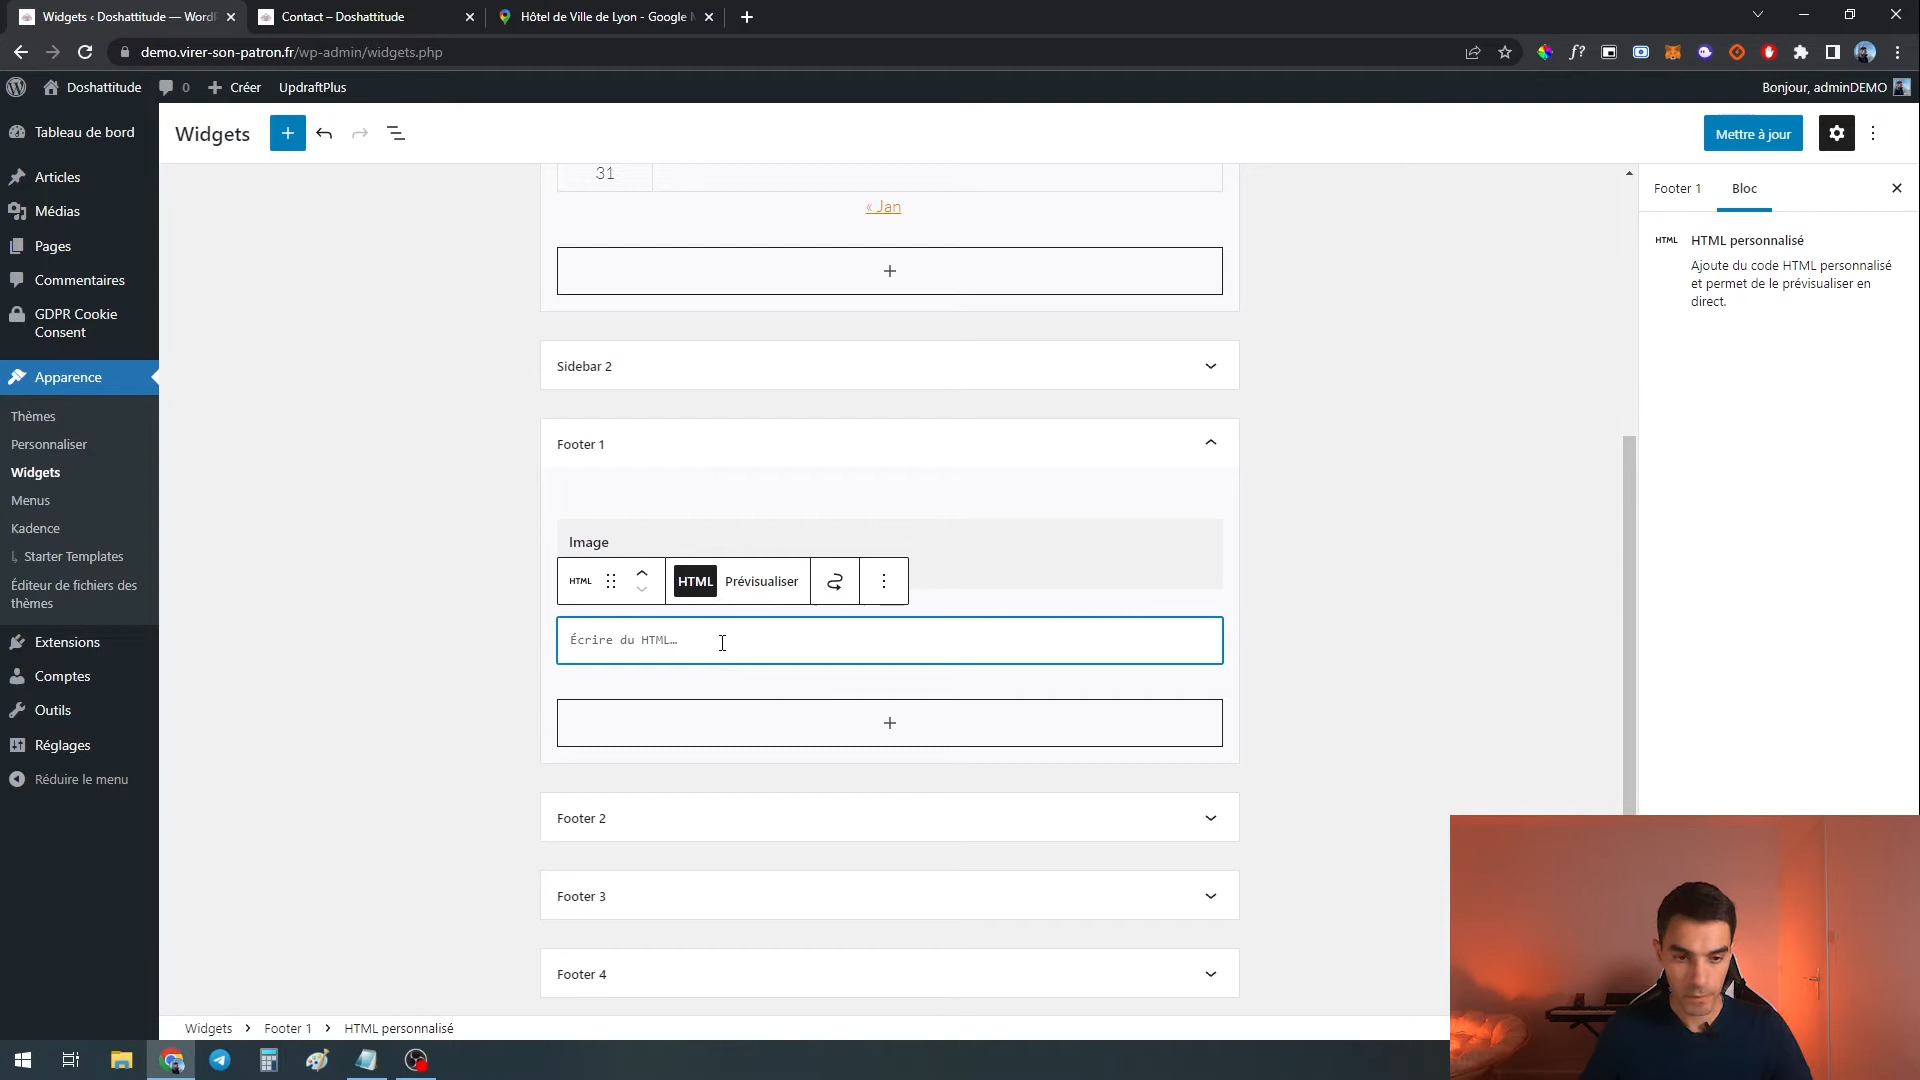 Widgets ‹ Doshattitude — Word
Contact – Doshattitude
Hôtel de Ville de Lyon - Google
demo.virer-son-patron.fr/wp-admin/widgets.php
Doshattitude
0
Créer
UpdraftPlus
Bonjour, adminDEMO
Tableau de bord
Articles
Médias
Pages
Commentaires
GDPR Cookie
Consent
Apparence
Thèmes
Personnaliser
Widgets
Menus
Kadence
Starter Templates
Éditeur de fichiers des
thèmes
Extensions
Comptes
Outils
Réglages
Réduire le menu
Widgets
Mettre à jour
31
« Jan
Sidebar 2
Footer 1
Image
HTML
HTML
Prévisualiser
Écrire du HTML…
Footer 2
Footer 3
Footer 4
Footer 1
Bloc
HTML
HTML personnalisé
Ajoute du code HTML personnalisé
et permet de le prévisualiser en
direct.
Widgets > Footer 1 > HTML personnalisé